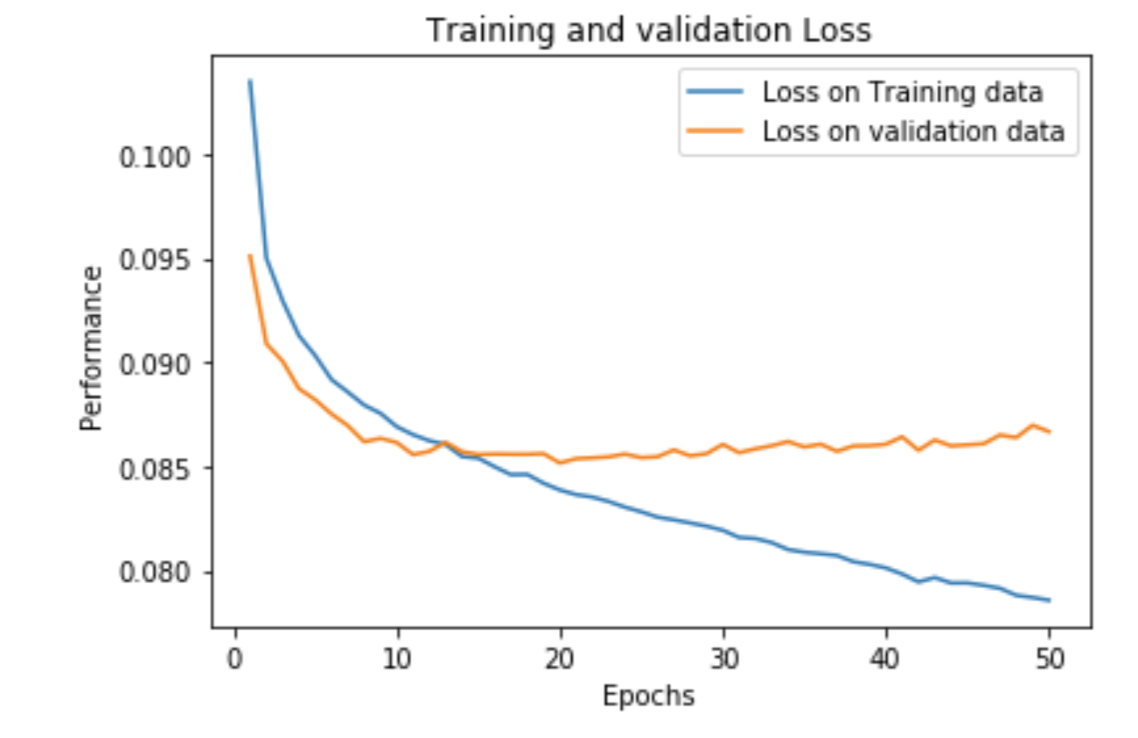 Training and validation Loss
Loss on Training data
Loss on validation data
0.100
0.095
0.090
0.085
0.080
Performance
0 10 20 30 40 50
Epochs